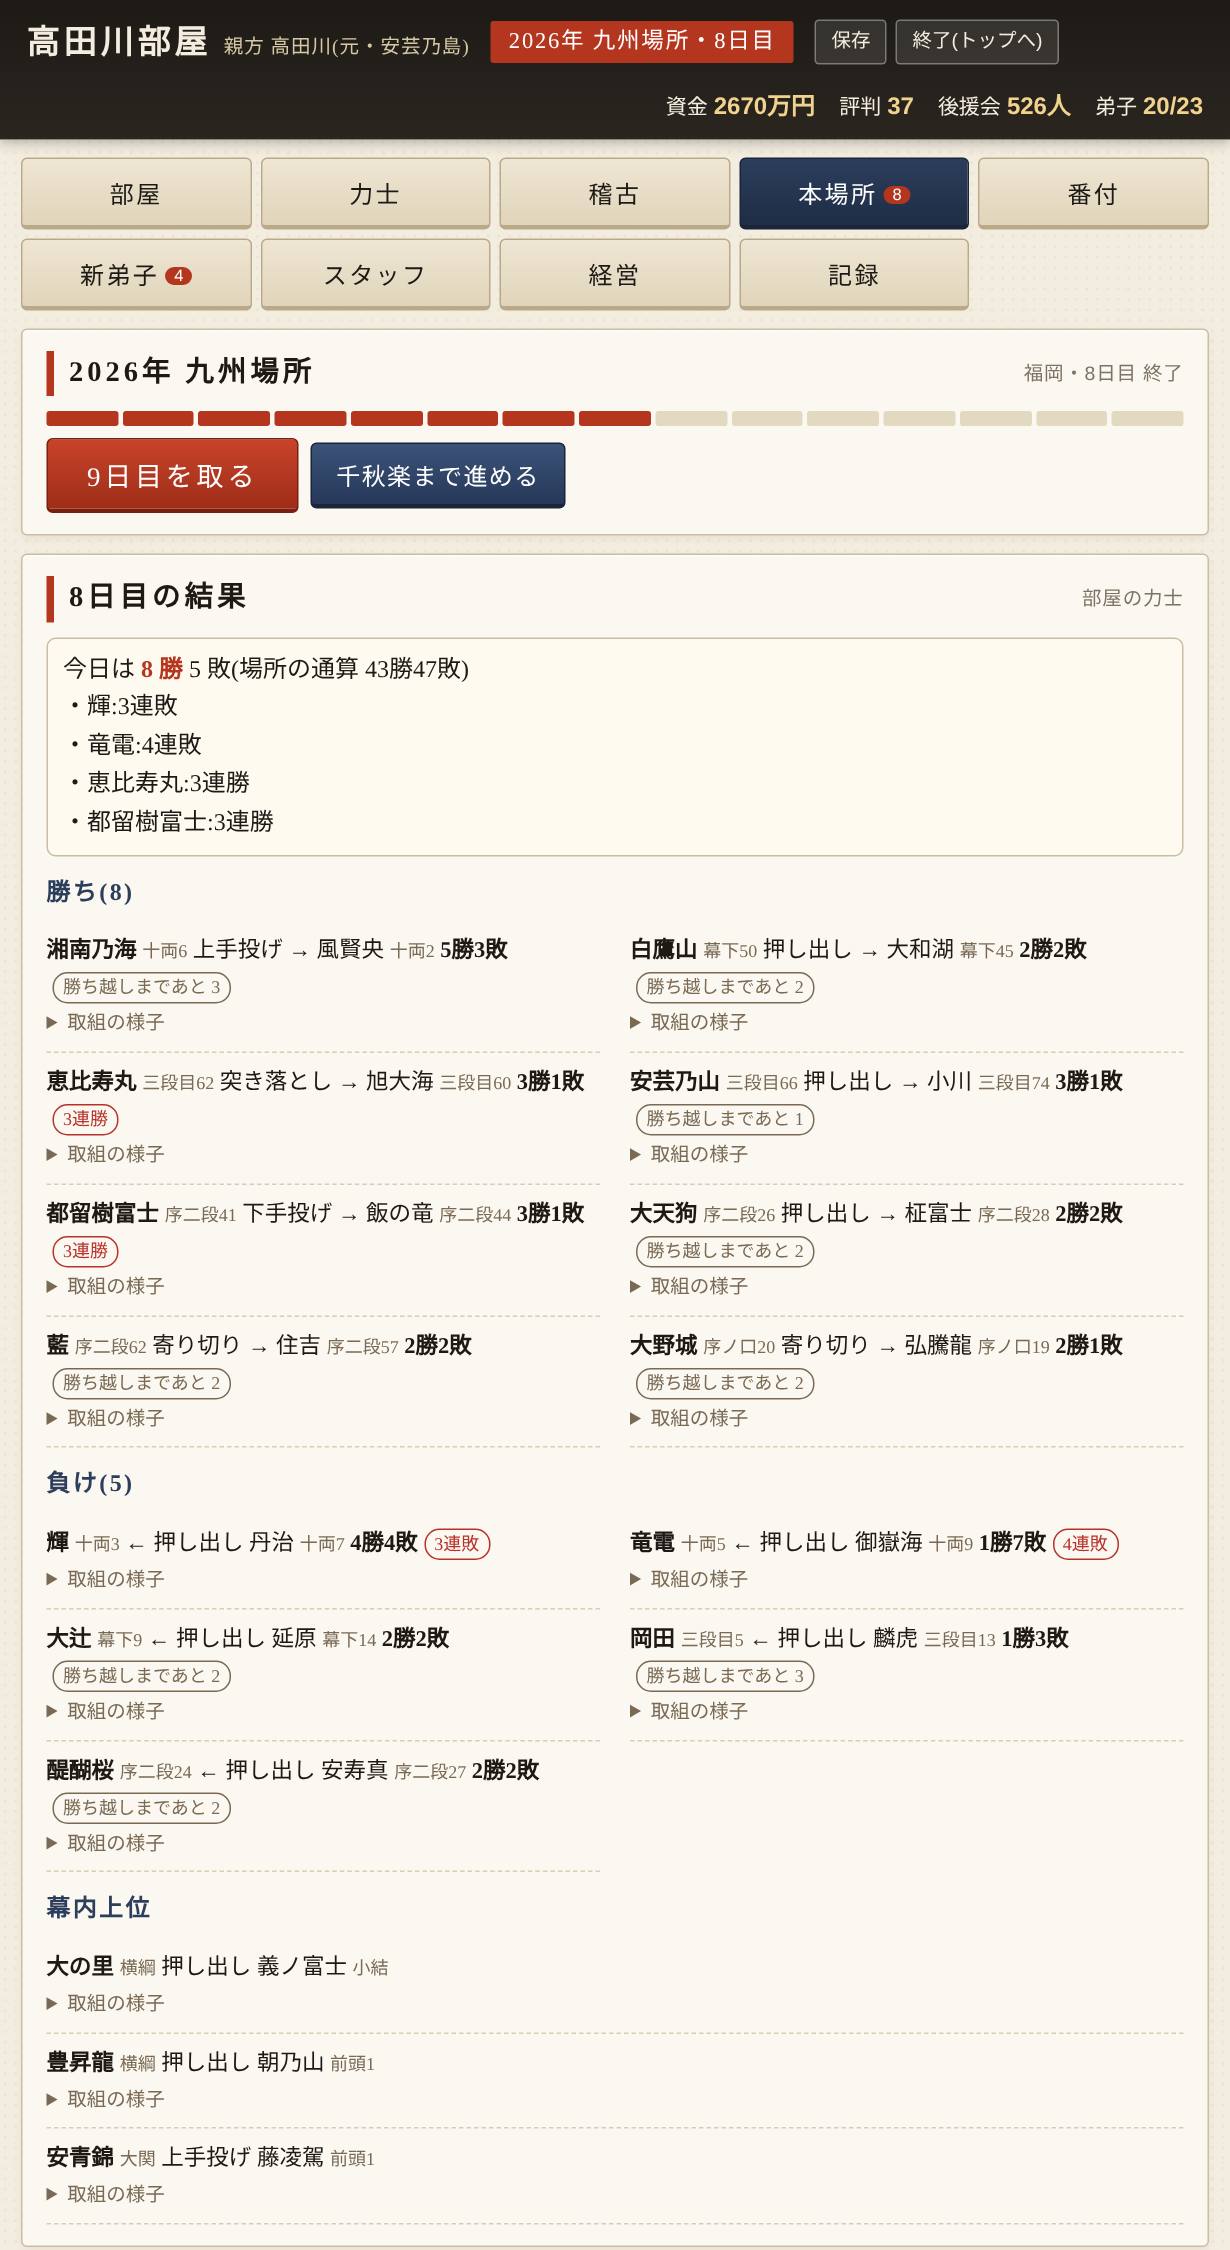 高田川部屋 親方 高田川(元・安芸乃島) 2026年 九州場所・8日目 保存 終了(トップへ)
資金 2670万円 評判 37 後援会 526人 弟子 20/23
部屋 力士 稽古 本場所 8 番付
新弟子 4 スタッフ 経営 記録
2026年 九州場所 福岡・8日目 終了
9日目を取る 千秋楽まで進める
8日目の結果 部屋の力士
今日は 8 勝 5 敗(場所の通算 43勝47敗)
・輝:3連敗
・竜電:4連敗
・恵比寿丸:3連勝
・都留樹富士:3連勝
勝ち(8)
湘南乃海 十両6 上手投げ → 風賢央 十両2 5勝3敗
勝ち越しまであと 3
▶ 取組の様子
白鷹山 幕下50 押し出し → 大和湖 幕下45 2勝2敗
勝ち越しまであと 2
▶ 取組の様子
恵比寿丸 三段目62 突き落とし → 旭大海 三段目60 3勝1敗
3連勝
▶ 取組の様子
安芸乃山 三段目66 押し出し → 小川 三段目74 3勝1敗
勝ち越しまであと 1
▶ 取組の様子
都留樹富士 序二段41 下手投げ → 飯の竜 序二段44 3勝1敗
3連勝
▶ 取組の様子
大天狗 序二段26 押し出し → 柾富士 序二段28 2勝2敗
勝ち越しまであと 2
▶ 取組の様子
藍 序二段62 寄り切り → 住吉 序二段57 2勝2敗
勝ち越しまであと 2
▶ 取組の様子
大野城 序ノ口20 寄り切り → 弘騰龍 序ノ口19 2勝1敗
勝ち越しまであと 2
▶ 取組の様子
負け(5)
輝 十両3 ← 押し出し 丹治 十両7 4勝4敗 3連敗
▶ 取組の様子
竜電 十両5 ← 押し出し 御嶽海 十両9 1勝7敗 4連敗
▶ 取組の様子
大辻 幕下9 ← 押し出し 延原 幕下14 2勝2敗
勝ち越しまであと 2
▶ 取組の様子
岡田 三段目5 ← 押し出し 麟虎 三段目13 1勝3敗
勝ち越しまであと 3
▶ 取組の様子
醍醐桜 序二段24 ← 押し出し 安寿真 序二段27 2勝2敗
勝ち越しまであと 2
▶ 取組の様子
幕内上位
大の里 横綱 押し出し 義ノ富士 小結
▶ 取組の様子
豊昇龍 横綱 押し出し 朝乃山 前頭1
▶ 取組の様子
安青錦 大関 上手投げ 藤凌駕 前頭1
▶ 取組の様子